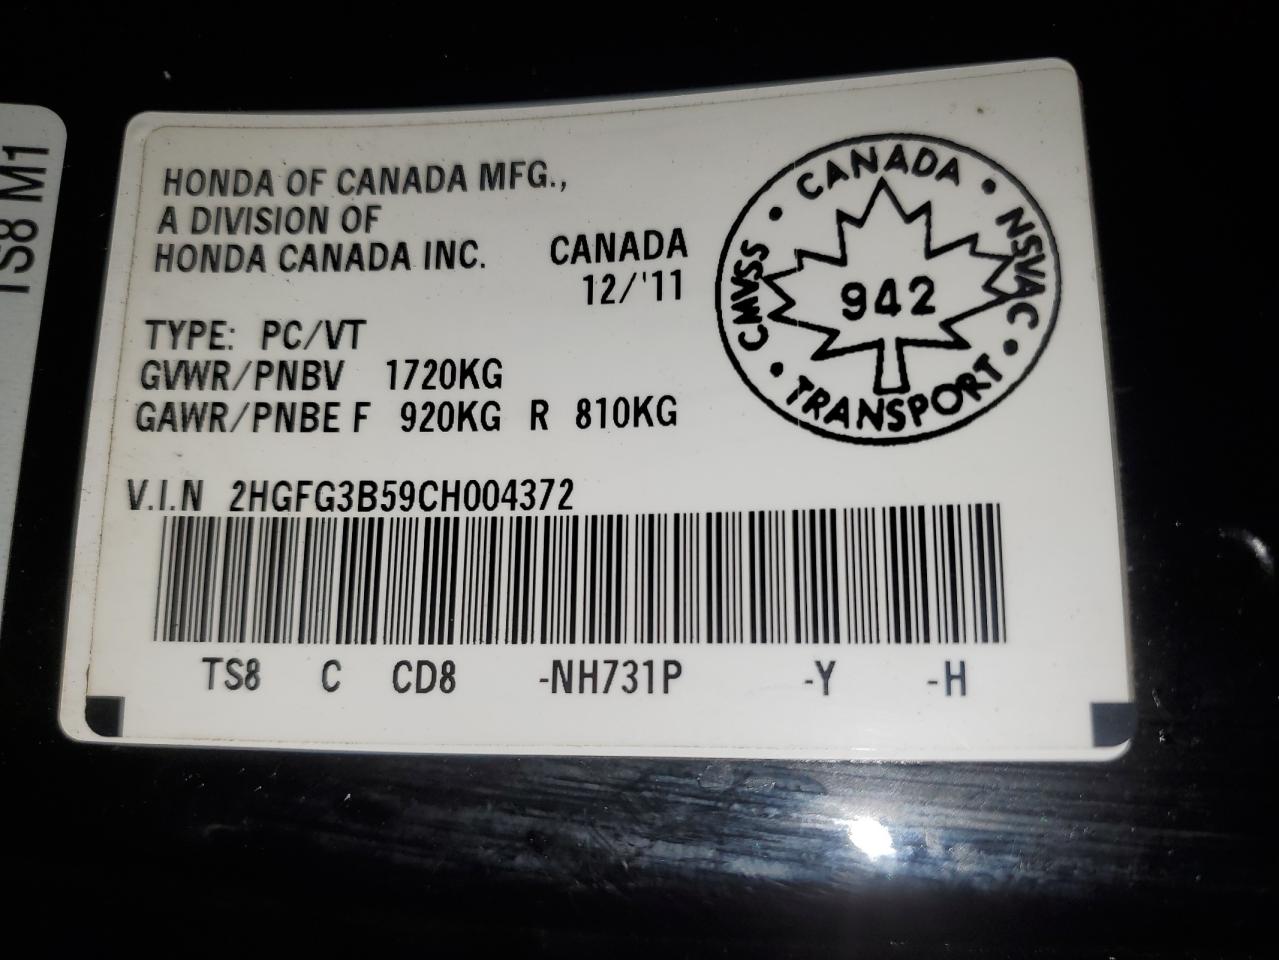 TS8 M1
HONDA OF CANADA MFG.,
A DIVISION OF
HONDA CANADA INC.
CANADA
12/'11
TYPE: PC/VT
GVWR/PNBV 1720KG
GAWR/PNBE F 920KG R 810KG
V.I.N 2HGFG3B59CH004372
TS8 C CD8 -NH731P -Y -H
CANADA • NSVAC • TRANSPORT • CMVSS •
942